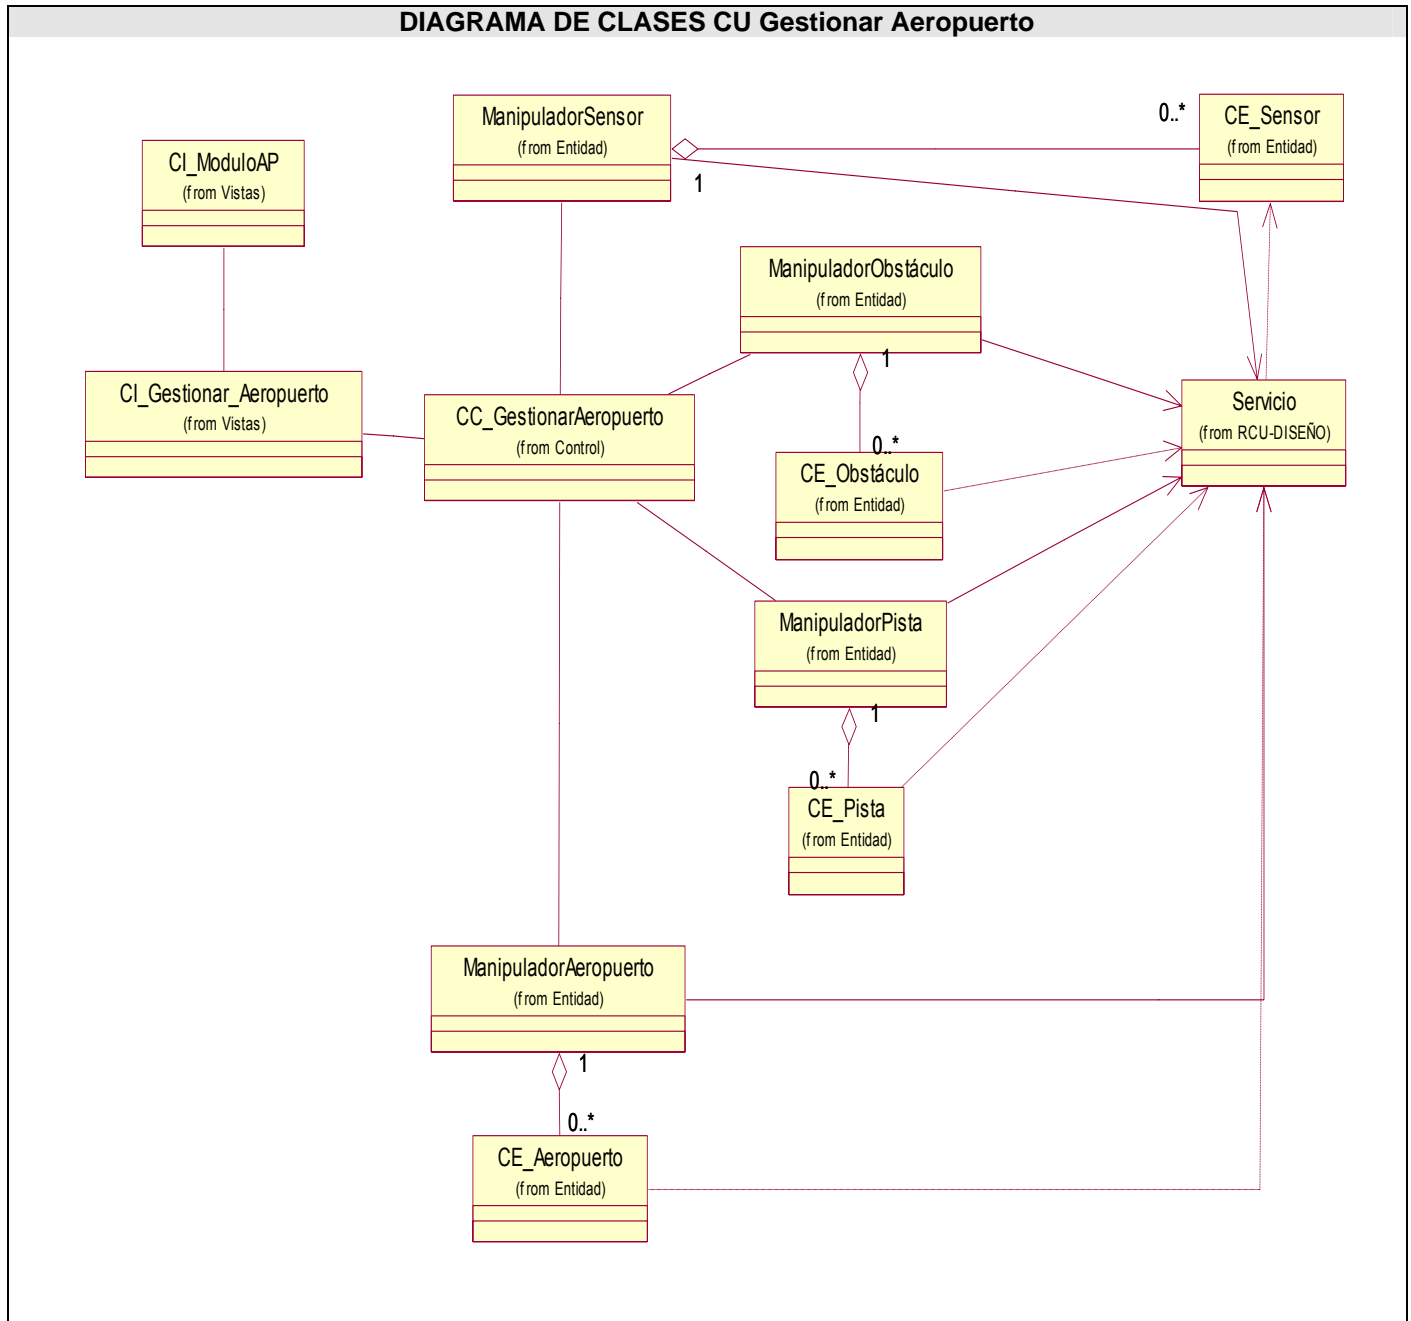 DIAGRAMA DE CLASES CU Gestionar Aeropuerto
ManipuladorSensor
(from Entidad)
1
0..*
CE_Sensor
(from Entidad)
CI_ModuloAP
(from Vistas)
ManipuladorObstáculo
(from Entidad)
1
0..*
CI_Gestionar_Aeropuerto
(from Vistas)
CC_GestionarAeropuerto
(from Control)
Servicio
(from RCU-DISEÑO)
CE_Obstáculo
(from Entidad)
ManipuladorPista
(from Entidad)
1
0..*
CE_Pista
(from Entidad)
ManipuladorAeropuerto
(from Entidad)
1
0..*
CE_Aeropuerto
(from Entidad)